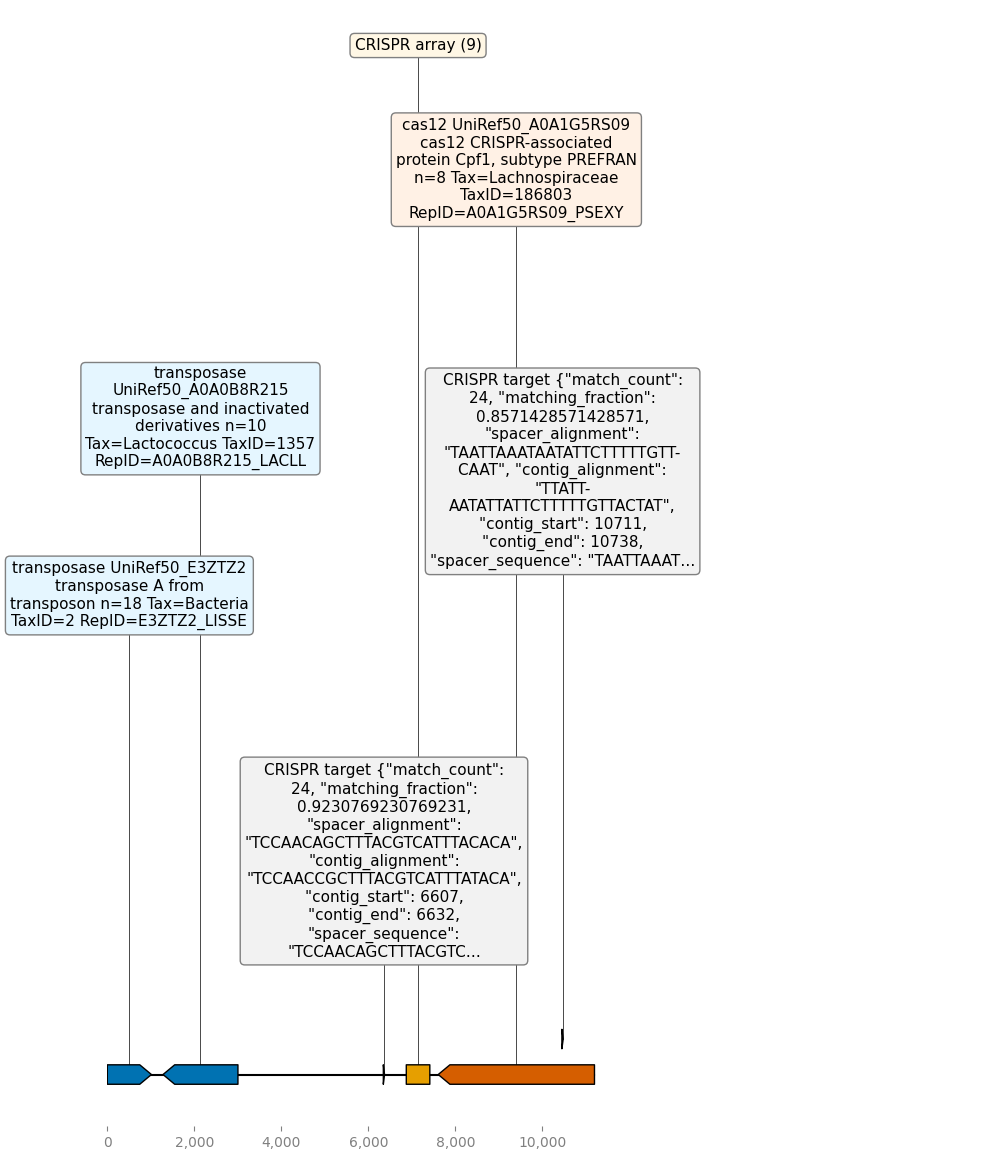 CRISPR array (9)
cas12 UniRef50_A0A1G5RS09
cas12 CRISPR-associated
protein Cpf1, subtype PREFRAN
n=8 Tax=Lachnospiraceae
TaxID=186803
RepID=A0A1G5RS09_PSEXY
transposase
UniRef50_A0A0B8R215
transposase and inactivated
derivatives n=10
Tax=Lactococcus TaxID=1357
RepID=A0A0B8R215_LACLL
CRISPR target {"match_count":
24, "matching_fraction":
0.8571428571428571,
"spacer_alignment":
"TAATTAAATAATATTCTTTTTGTT-
CAAT", "contig_alignment":
"TTATT-
AATATTATTCTTTTTGTTACTAT",
"contig_start": 10711,
"contig_end": 10738,
"spacer_sequence": "TAATTAAAT...
transposase UniRef50_E3ZTZ2
transposase A from
transposon n=18 Tax=Bacteria
TaxID=2 RepID=E3ZTZ2_LISSE
CRISPR target {"match_count":
24, "matching_fraction":
0.9230769230769231,
"spacer_alignment":
"TCCAACAGCTTTACGTCATTTACACA",
"contig_alignment":
"TCCAACCGCTTTACGTCATTTATACA",
"contig_start": 6607,
"contig_end": 6632,
"spacer_sequence":
"TCCAACAGCTTTACGTC...
0 2,000 4,000 6,000 8,000 10,000